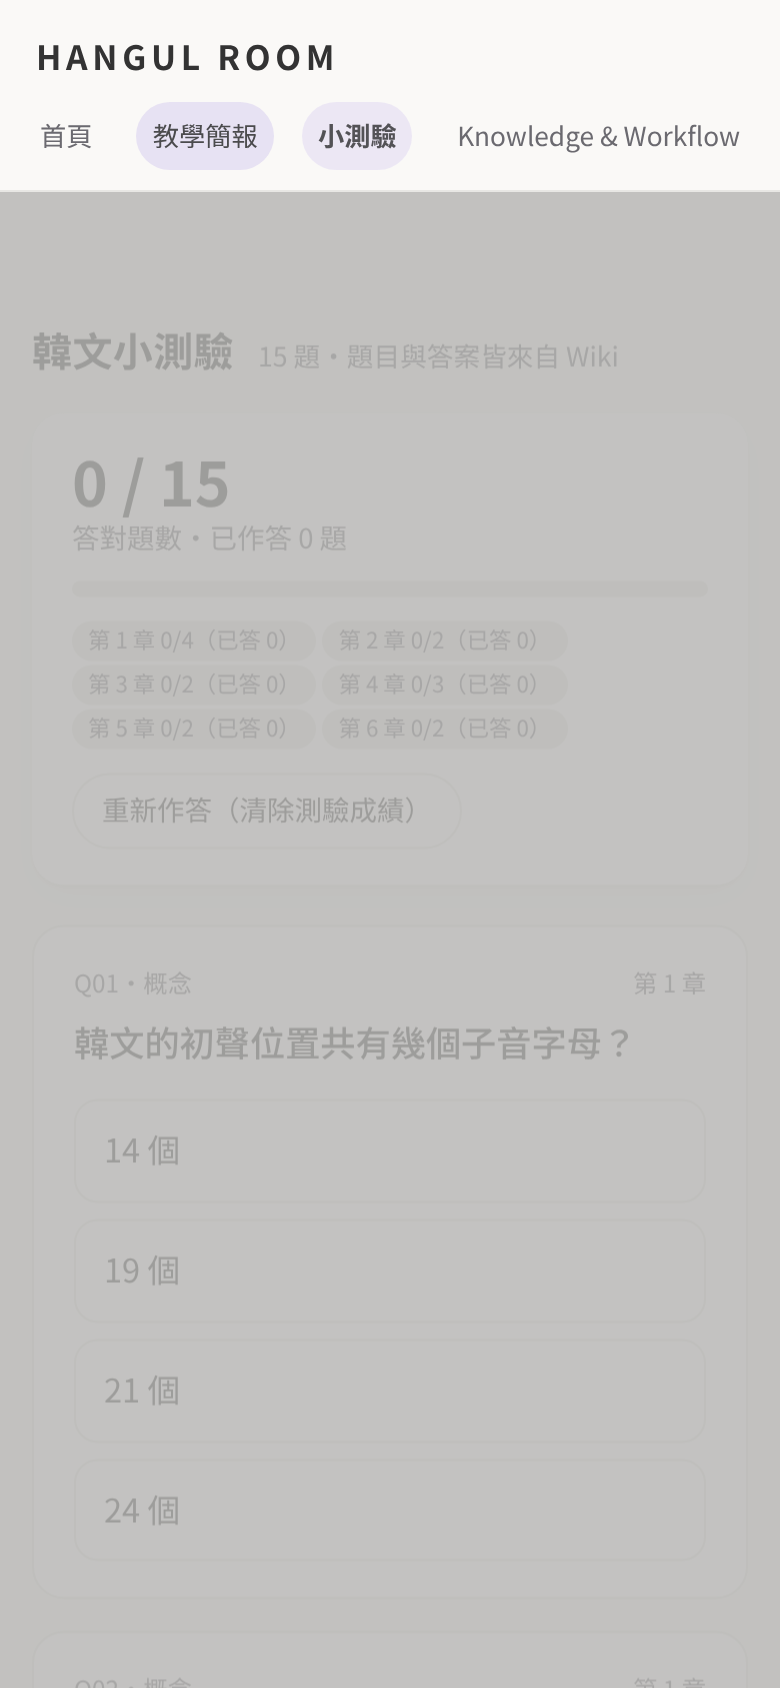 HANGUL ROOM
首頁 教學簡報 小測驗 Knowledge & Workflow
韓文小測驗 15 題・題目與答案皆來自 Wiki
0 / 15
答對題數・已作答 0 題
第 1 章 0/4（已答 0） 第 2 章 0/2（已答 0）
第 3 章 0/2（已答 0） 第 4 章 0/3（已答 0）
第 5 章 0/2（已答 0） 第 6 章 0/2（已答 0）
重新作答（清除測驗成績）
Q01・概念 第 1 章
韓文的初聲位置共有幾個子音字母？
14 個
19 個
21 個
24 個
Q02・概念 第 1 章